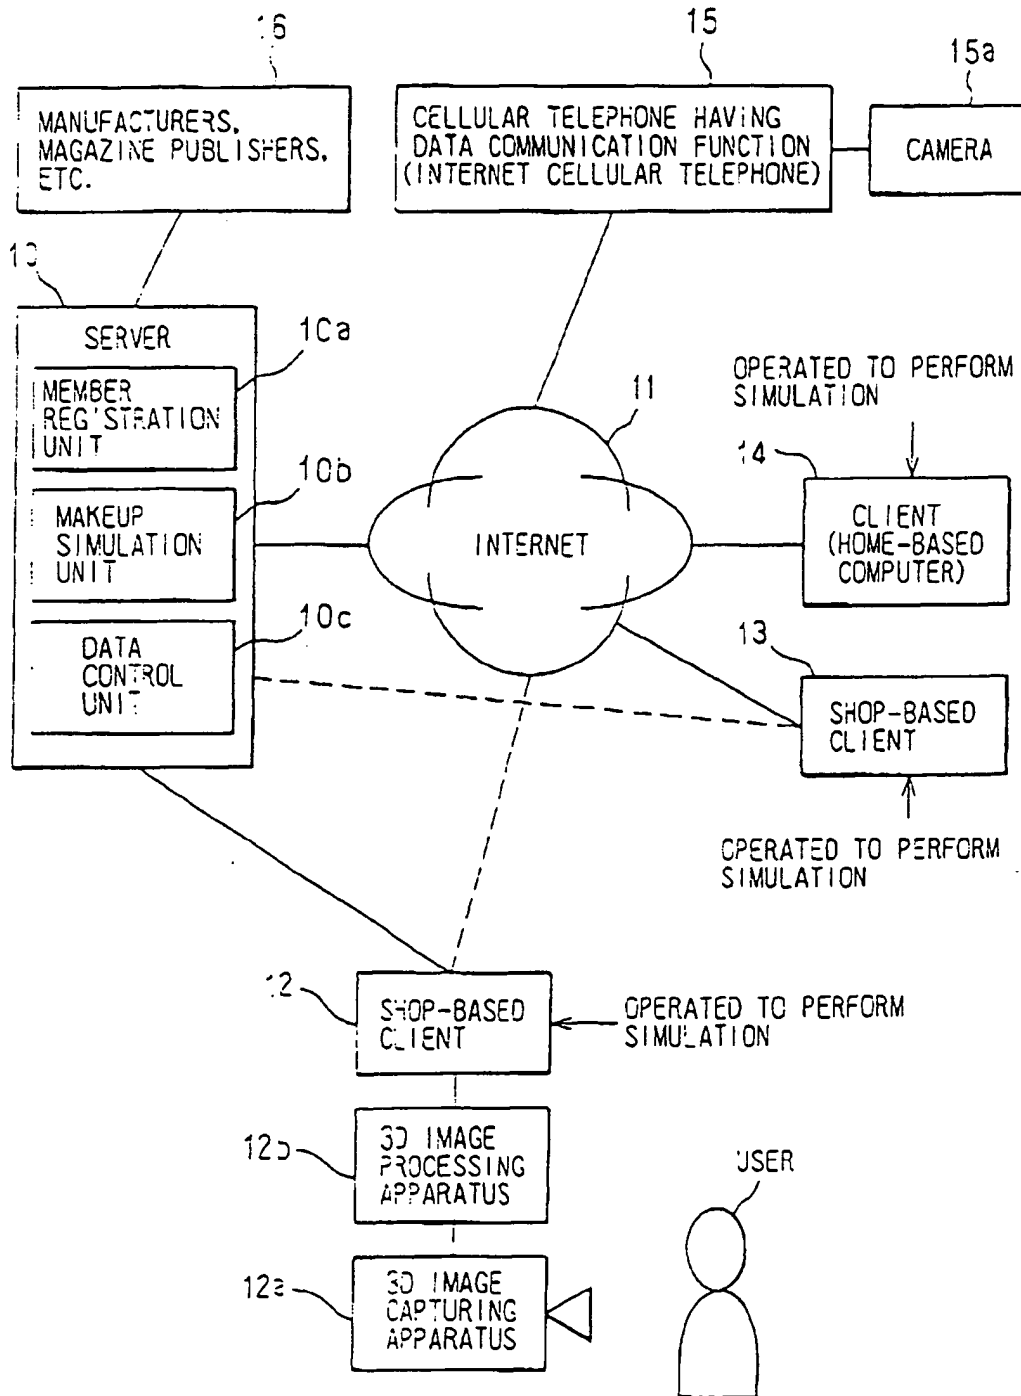 16
15
15a
MANUFACTURERS,
MAGAZINE PUBLISHERS,
ETC.
CELLULAR TELEPHONE HAVING
DATA COMMUNICATION FUNCTION
(INTERNET CELLULAR TELEPHONE)
CAMERA
10
SERVER
10a
MEMBER
REGISTRATION
UNIT
10b
MAKEUP
SIMULATION
UNIT
10c
DATA
CONTROL
UNIT
11
INTERNET
OPERATED TO PERFORM
SIMULATION
14
CLIENT
(HOME-BASED
COMPUTER)
13
SHOP-BASED
CLIENT
OPERATED TO PERFORM
SIMULATION
12
SHOP-BASED
CLIENT
OPERATED TO PERFORM
SIMULATION
12b
3D IMAGE
PROCESSING
APPARATUS
USER
12a
3D IMAGE
CAPTURING
APPARATUS